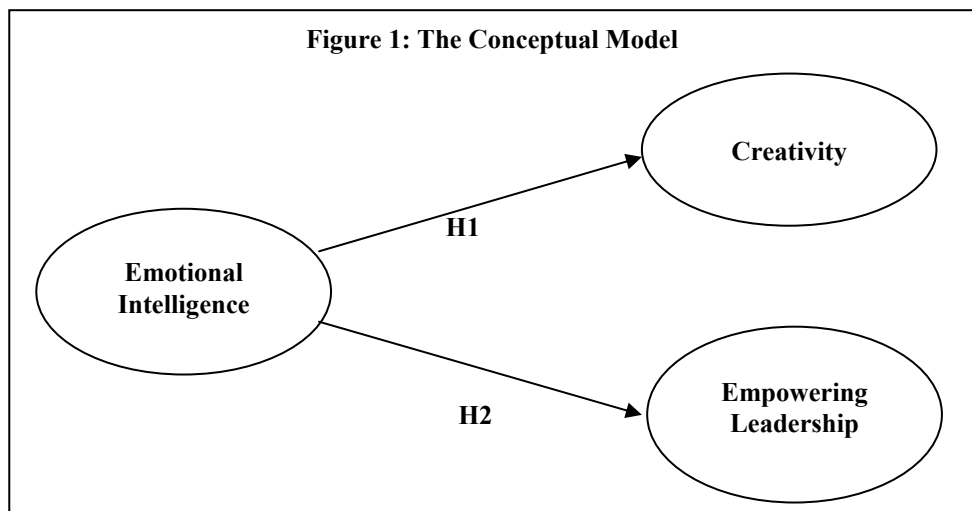 Figure 1: The Conceptual Model
Creativity
H1
Emotional
Intelligence
H2
Empowering
Leadership